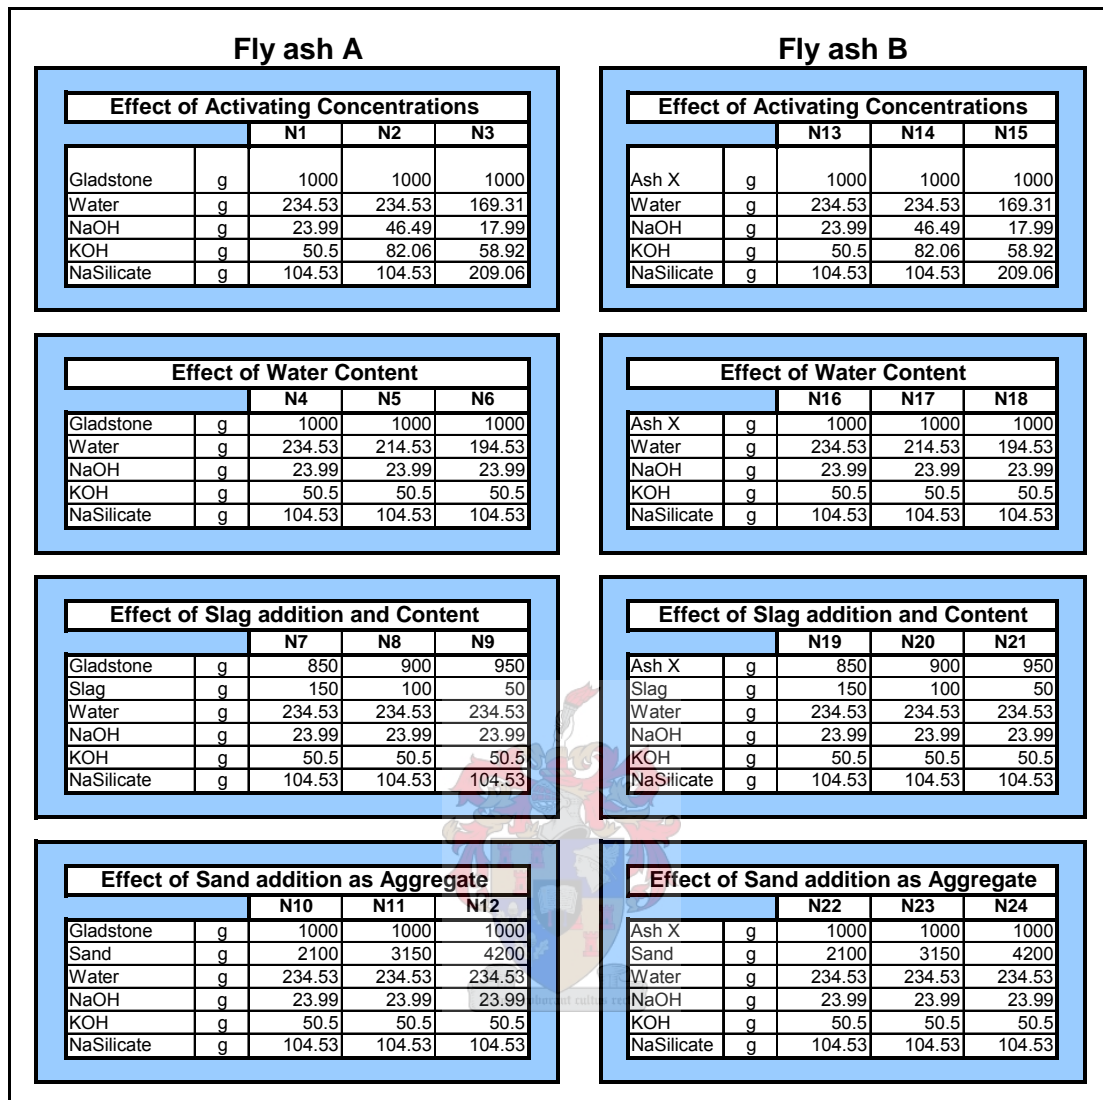 Fly ash A
Effect of Activating Concentrations
N1 N2 N3
Gladstone g 1000 1000 1000
Water g 234.53 234.53 169.31
NaOH g 23.99 46.49 17.99
KOH g 50.5 82.06 58.92
NaSilicate g 104.53 104.53 209.06
Effect of Water Content
N4 N5 N6
Gladstone g 1000 1000 1000
Water g 234.53 214.53 194.53
NaOH g 23.99 23.99 23.99
KOH g 50.5 50.5 50.5
NaSilicate g 104.53 104.53 104.53
Effect of Slag addition and Content
N7 N8 N9
Gladstone g 850 900 950
Slag g 150 100 50
Water g 234.53 234.53 234.53
NaOH g 23.99 23.99 23.99
KOH g 50.5 50.5 50.5
NaSilicate g 104.53 104.53 104.53
Effect of Sand addition as Aggregate
N10 N11 N12
Gladstone g 1000 1000 1000
Sand g 2100 3150 4200
Water g 234.53 234.53 234.53
NaOH g 23.99 23.99 23.99
KOH g 50.5 50.5 50.5
NaSilicate g 104.53 104.53 104.53
Fly ash B
Effect of Activating Concentrations
N13 N14 N15
Ash X g 1000 1000 1000
Water g 234.53 234.53 169.31
NaOH g 23.99 46.49 17.99
KOH g 50.5 82.06 58.92
NaSilicate g 104.53 104.53 209.06
Effect of Water Content
N16 N17 N18
Ash X g 1000 1000 1000
Water g 234.53 214.53 194.53
NaOH g 23.99 23.99 23.99
KOH g 50.5 50.5 50.5
NaSilicate g 104.53 104.53 104.53
Effect of Slag addition and Content
N19 N20 N21
Ash X g 850 900 950
Slag g 150 100 50
Water g 234.53 234.53 234.53
NaOH g 23.99 23.99 23.99
KOH g 50.5 50.5 50.5
NaSilicate g 104.53 104.53 104.53
Effect of Sand addition as Aggregate
N22 N23 N24
Ash X g 1000 1000 1000
Sand g 2100 3150 4200
Water g 234.53 234.53 234.53
NaOH g 23.99 23.99 23.99
KOH g 50.5 50.5 50.5
NaSilicate g 104.53 104.53 104.53
cultus